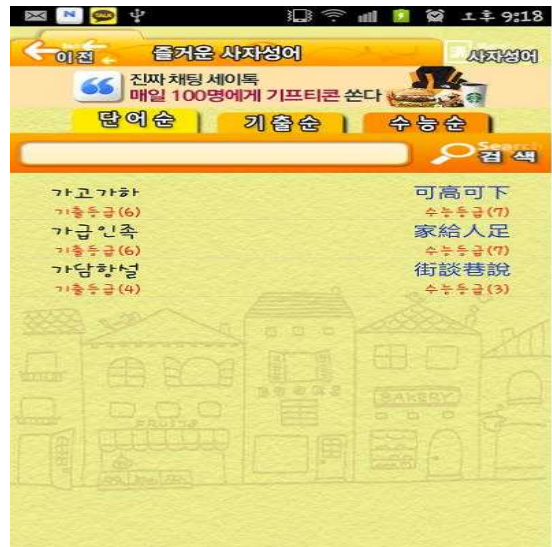 N TALK 오후 9:18
이전 즐거운 사자성어 사자성어
진짜 채팅 세이톡
매일 100명에게 기프티콘 쏜다
단어순 기출순 수능순
Search
검색
가고가하 可高可下
기출등급(6) 수능등급(7)
가급인족 家給人足
기출등급(6) 수능등급(7)
가담항설 街談巷說
기출등급(4) 수능등급(3)
BAKERY
FRUITS